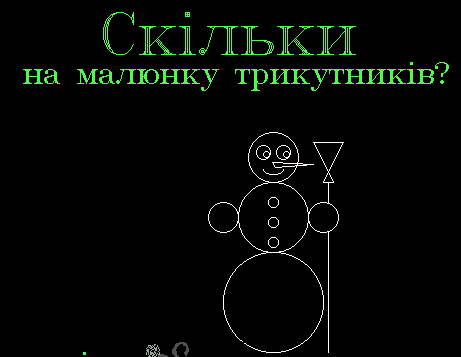 Скільки
на малюнку трикутників?